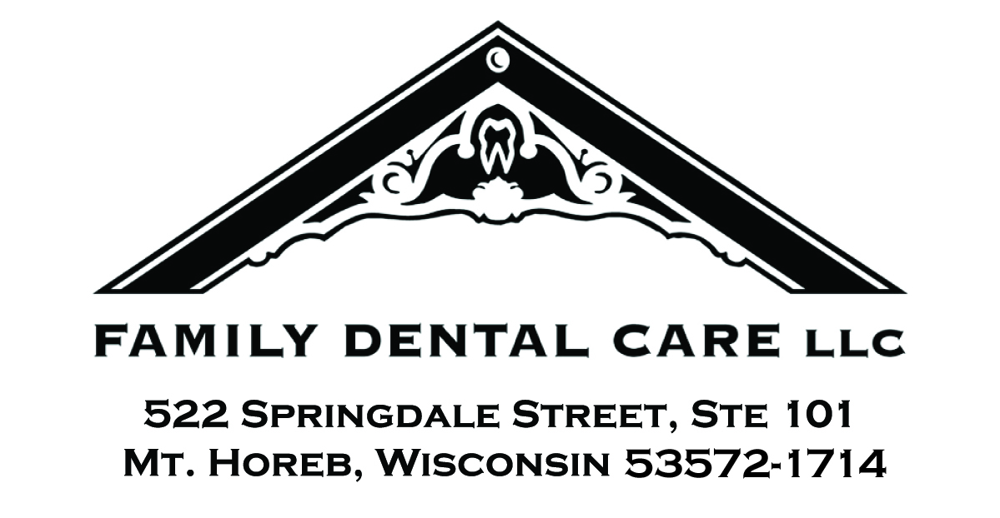 FAMILY DENTAL CARE LLC
522 SPRINGDALE STREET, STE 101
MT. HOREB, WISCONSIN 53572-1714